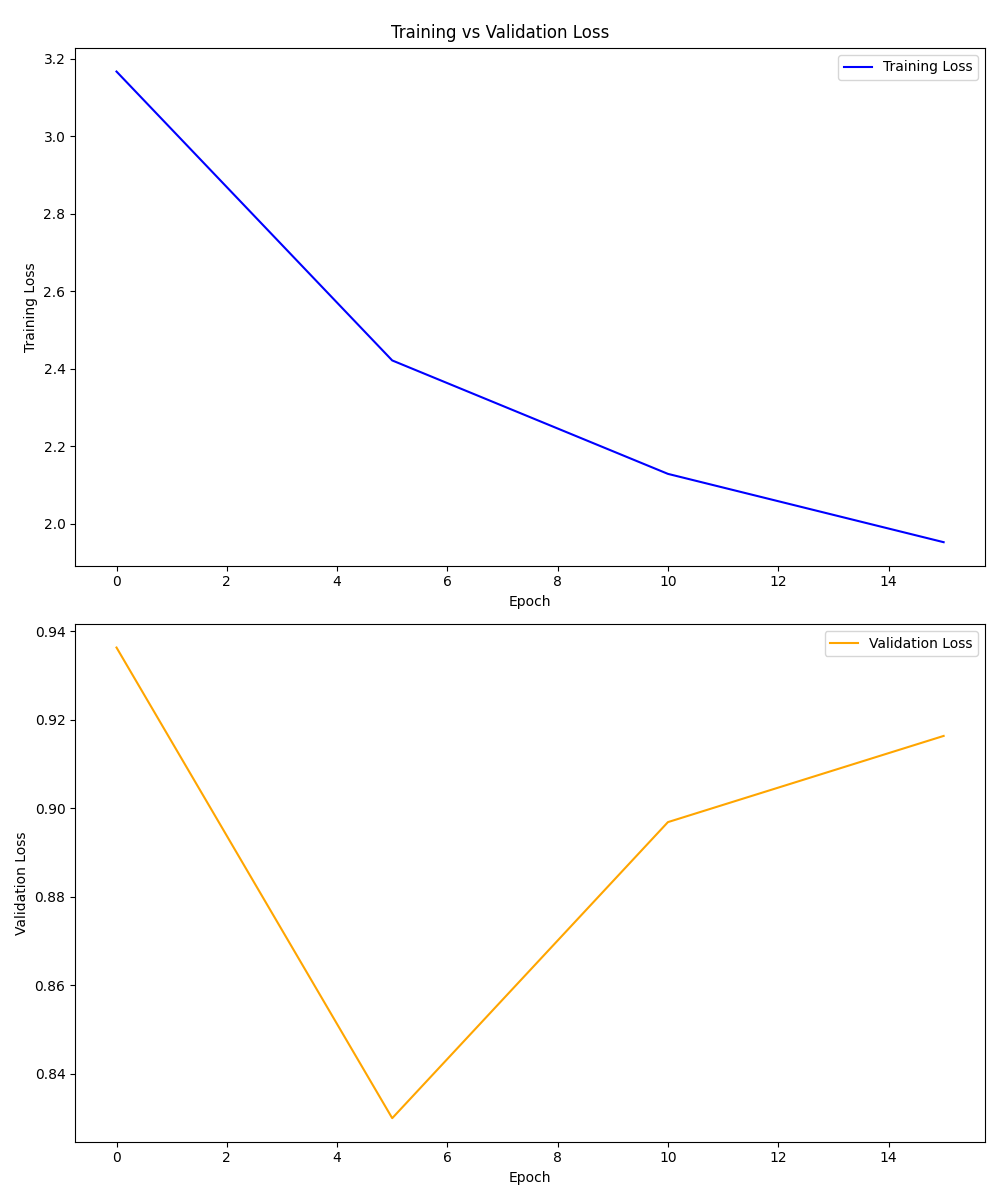 Training vs Validation Loss
Training Loss
3.2
3.0
2.8
2.6
2.4
2.2
2.0
Training Loss
0 2 4 6 8 10 12 14
Epoch
Validation Loss
0.94
0.92
0.90
0.88
0.86
0.84
Validation Loss
0 2 4 6 8 10 12 14
Epoch